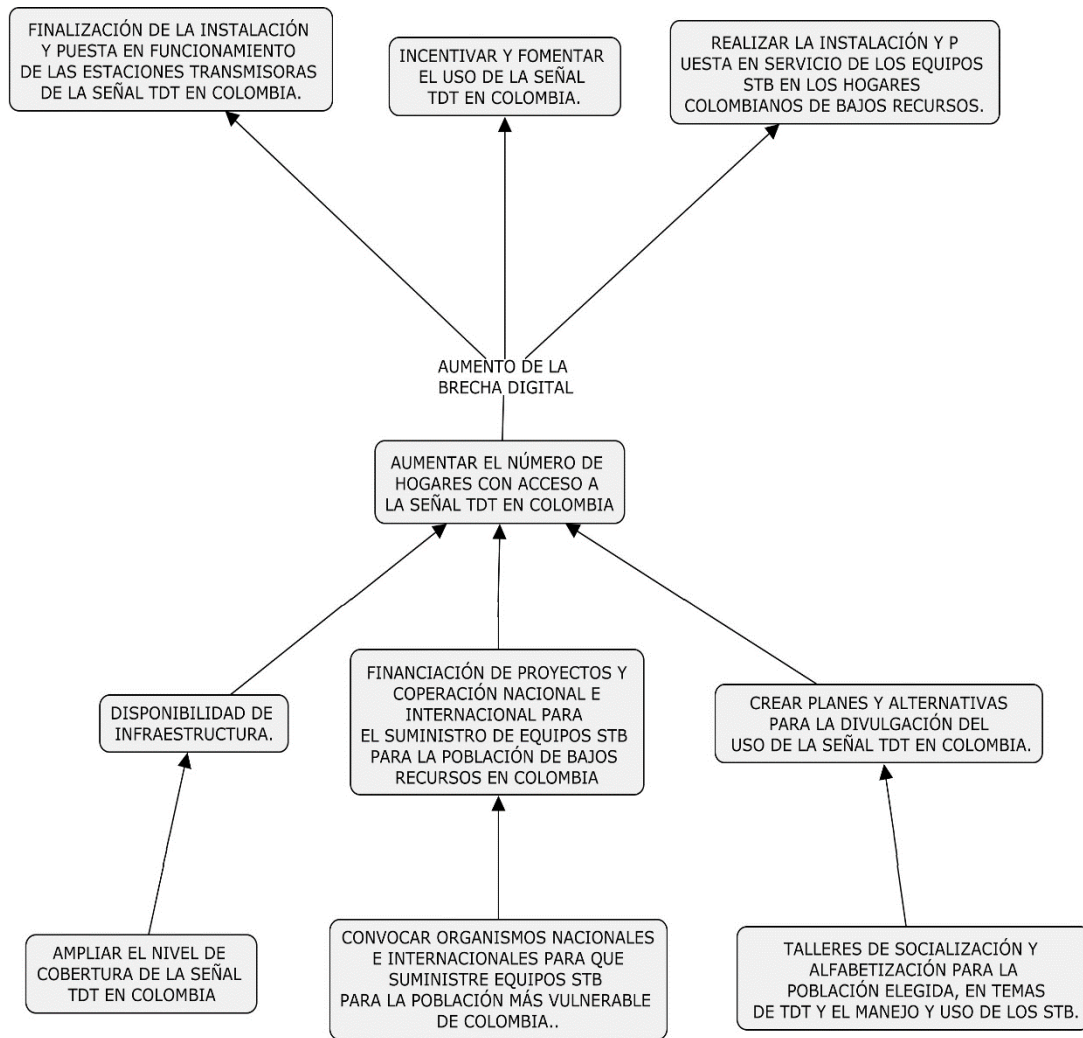 FINALIZACIÓN DE LA INSTALACIÓN
Y PUESTA EN FUNCIONAMIENTO
DE LAS ESTACIONES TRANSMISORAS
DE LA SEÑAL TDT EN COLOMBIA.
INCENTIVAR Y FOMENTAR
EL USO DE LA SEÑAL
TDT EN COLOMBIA.
REALIZAR LA INSTALACIÓN Y P
UESTA EN SERVICIO DE LOS EQUIPOS
STB EN LOS HOGARES
COLOMBIANOS DE BAJOS RECURSOS.
AUMENTO DE LA
BRECHA DIGITAL
AUMENTAR EL NÚMERO DE
HOGARES CON ACCESO A
LA SEÑAL TDT EN COLOMBIA
DISPONIBILIDAD DE
INFRAESTRUCTURA.
FINANCIACIÓN DE PROYECTOS Y
COPERACIÓN NACIONAL E
INTERNACIONAL PARA
EL SUMINISTRO DE EQUIPOS STB
PARA LA POBLACIÓN DE BAJOS
RECURSOS EN COLOMBIA
CREAR PLANES Y ALTERNATIVAS
PARA LA DIVULGACIÓN DEL
USO DE LA SEÑAL TDT EN COLOMBIA.
AMPLIAR EL NIVEL DE
COBERTURA DE LA SEÑAL
TDT EN COLOMBIA
CONVOCAR ORGANISMOS NACIONALES
E INTERNACIONALES PARA QUE
SUMINISTRE EQUIPOS STB
PARA LA POBLACIÓN MÁS VULNERABLE
DE COLOMBIA..
TALLERES DE SOCIALIZACIÓN Y
ALFABETIZACIÓN PARA LA
POBLACIÓN ELEGIDA, EN TEMAS
DE TDT Y EL MANEJO Y USO DE LOS STB.